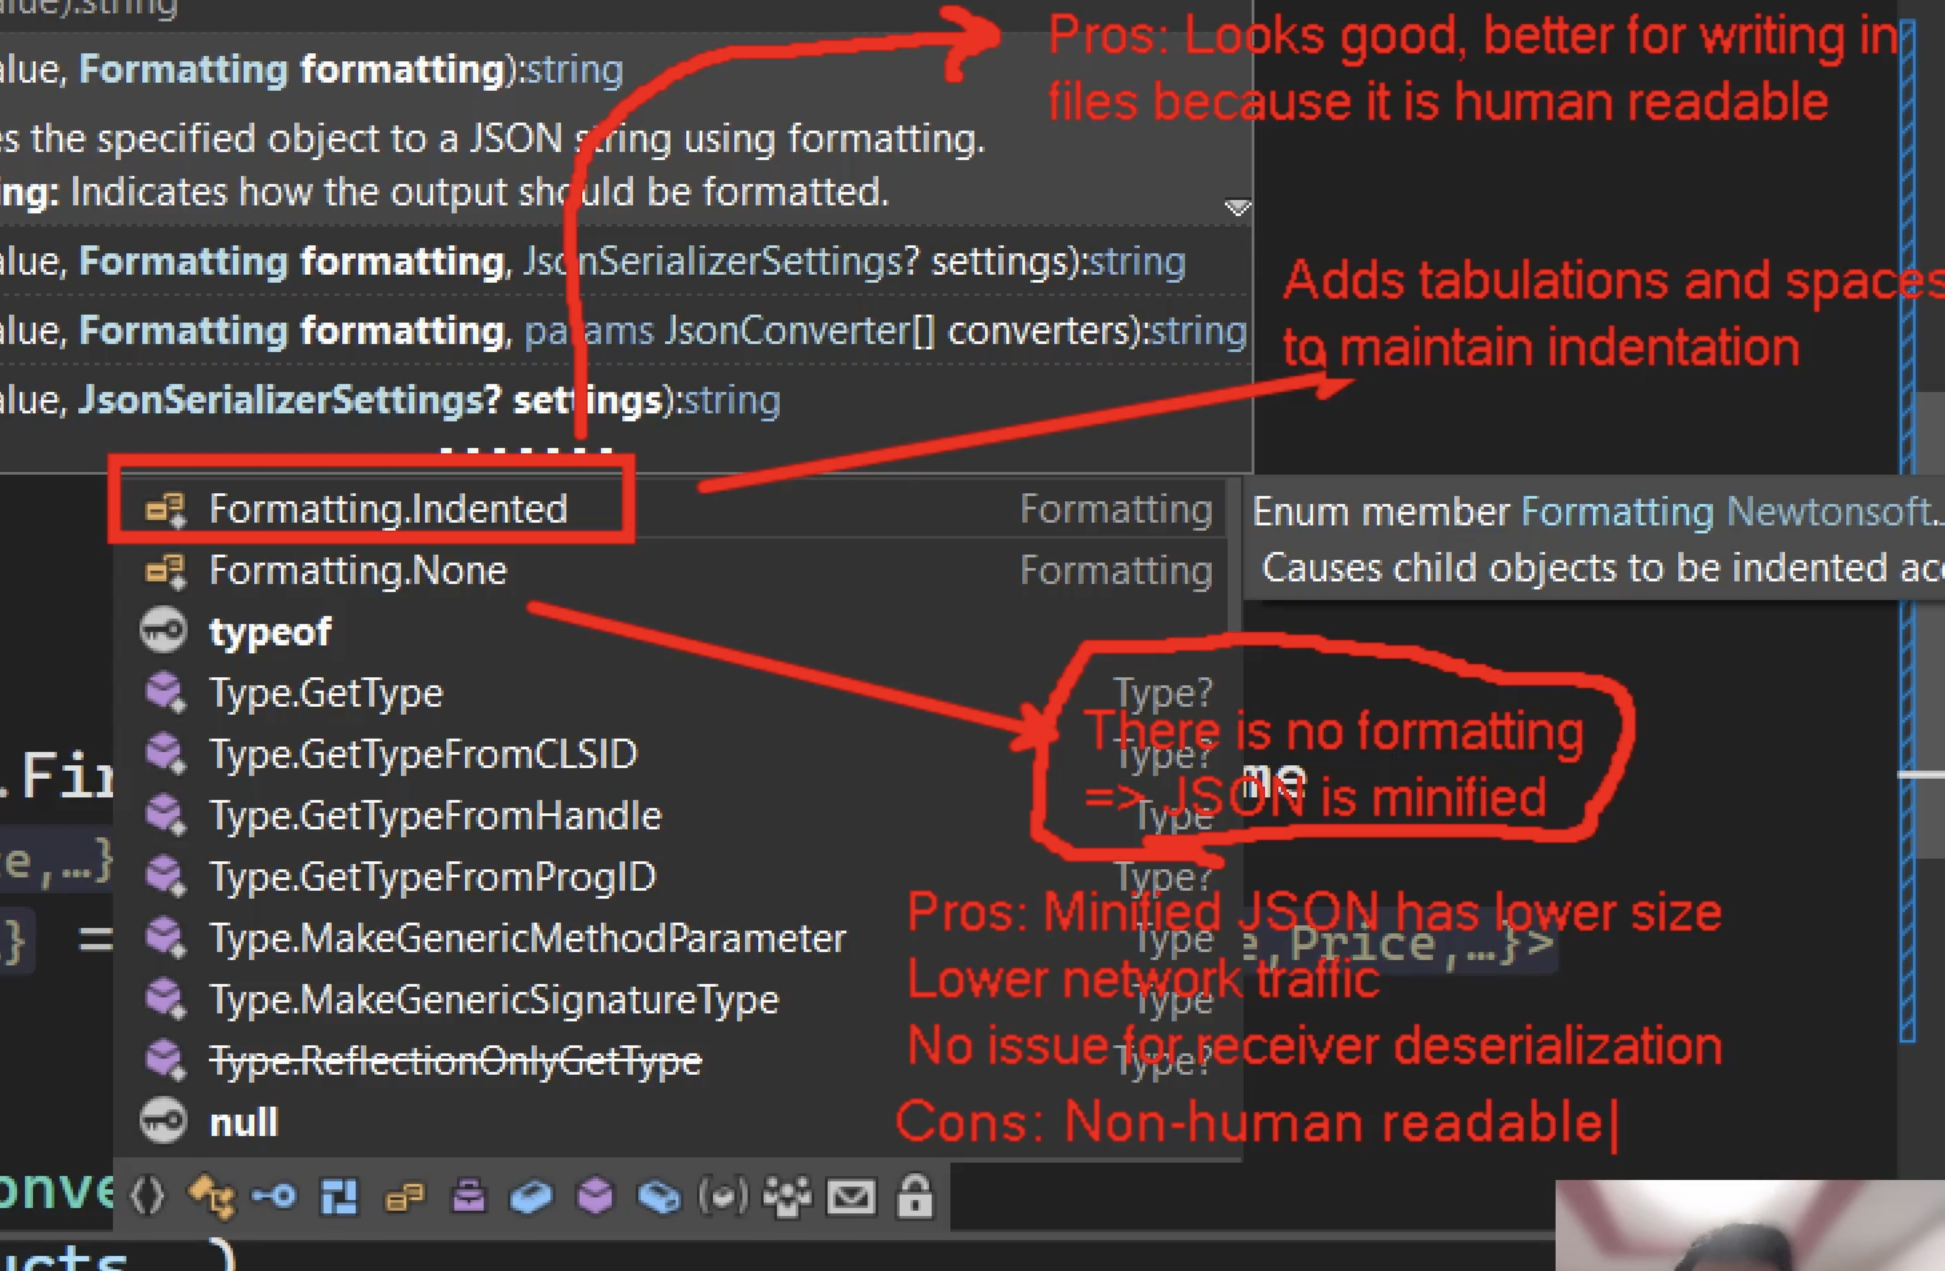 alue):string
Pros: Looks good, better for writing in
files because it is human readable
alue, Formatting formatting):string
es the specified object to a JSON string using formatting.
ing: Indicates how the output should be formatted.
alue, Formatting formatting, JsonSerializerSettings? settings):string
alue, Formatting formatting, params JsonConverter[] converters):string
alue, JsonSerializerSettings? settings):string
Adds tabulations and spaces
to maintain indentation
Formatting.Indented Formatting
Enum member Formatting Newtonsoft...
Causes child objects to be indented acc
Formatting.None Formatting
typeof
Type.GetType Type?
Type.GetTypeFromCLSID Type?
Type.GetTypeFromHandle Type
Type.GetTypeFromProgID Type?
Type.MakeGenericMethodParameter Type
Type.MakeGenericSignatureType Type
Type.ReflectionOnlyGetType Type?
null
There is no formatting
=> JSON is minified
Pros: Minified JSON has lower size
Lower network traffic
No issue for receiver deserialization
Cons: Non-human readable
.Fir
me
e,…}
} =
e,Price,…}>
onve
ucts )